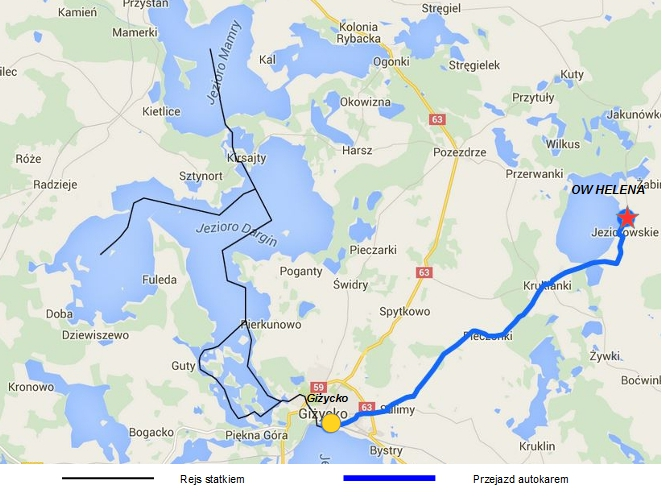 Przystań
Stręgiel
Kamień
Mamerki
Kolonia
Rybacka
Kal
Ogonki
Stręgielek
Kuty
Jezioro Mamry
Okowizna
Przytuły
Kietlice
63
Jakunówko
Harsz
Pozezdrze
Wilkus
Róże
Kirsajty
Radzieje
Sztynort
Przerwanki
OW HELENA
Jezioro Dargin
Jeziorowskie
Pieczarki
Poganty
63
Fuleda
Świdry
Kruklanki
Doba
Spytkowo
Dziewiszewo
Pierkunowo
Pieczonki
Guty
Żywki
Kronowo
59
Giżycko
63
Giżycko
Sulimy
Bogacko
Piękna Góra
Bystry
Kruklin
Rejs statkiem
Przejazd autokarem